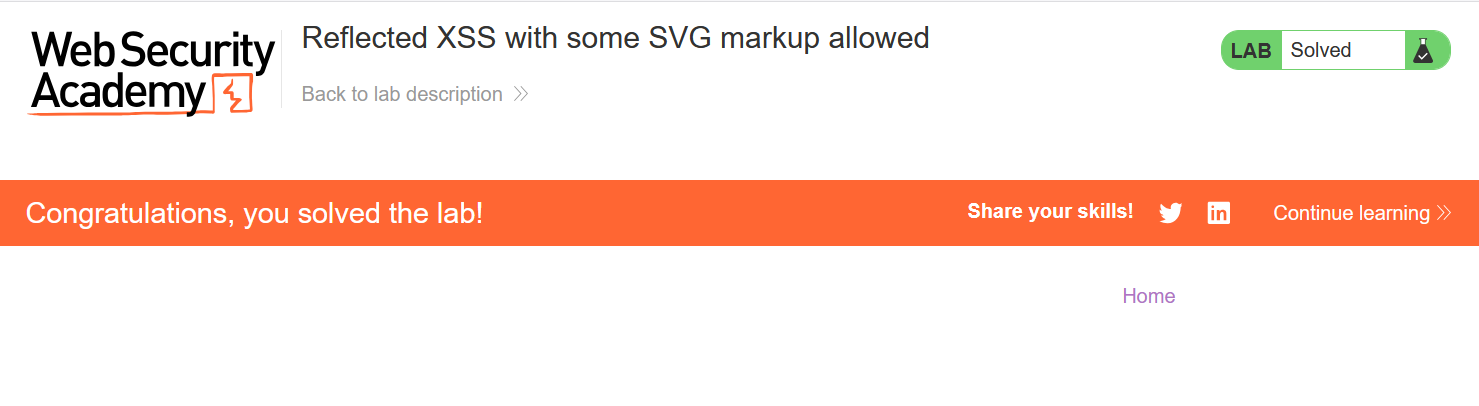 Web Security
Academy
Reflected XSS with some SVG markup allowed
Back to lab description
LAB Solved
Congratulations, you solved the lab!
Share your skills!
Continue learning
Home